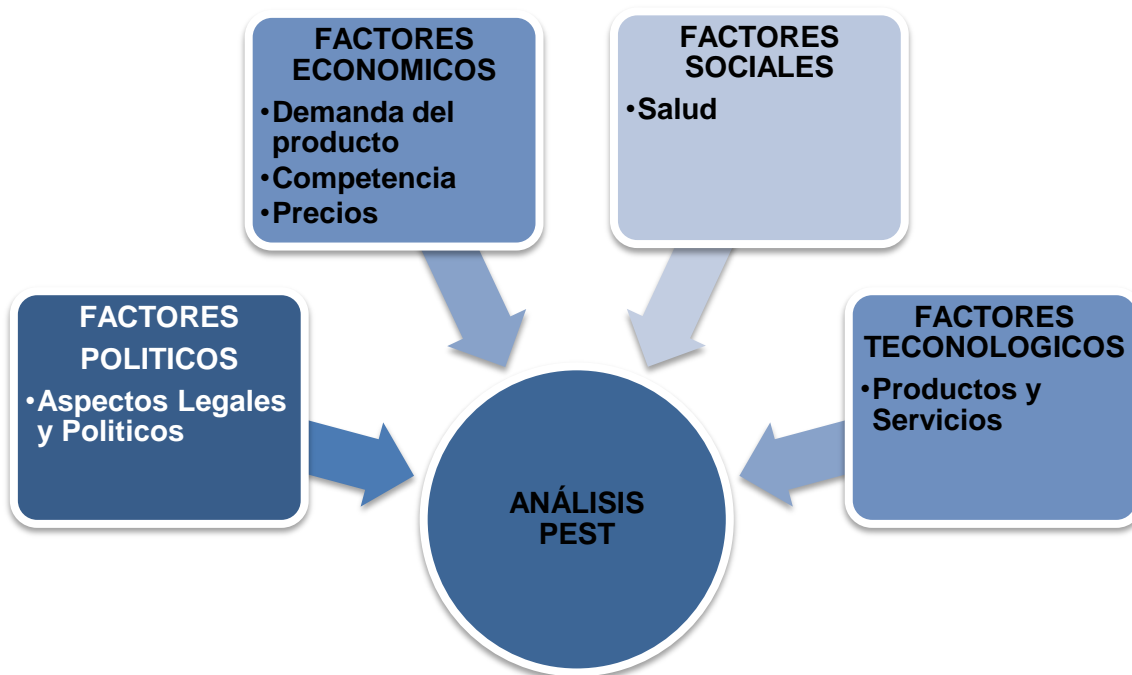 FACTORES
ECONOMICOS
•Demanda del
producto
•Competencia
•Precios
FACTORES
SOCIALES
•Salud
FACTORES
POLITICOS
•Aspectos Legales
y Politicos
FACTORES
TECONOLOGICOS
•Productos y
Servicios
ANÁLISIS
PEST